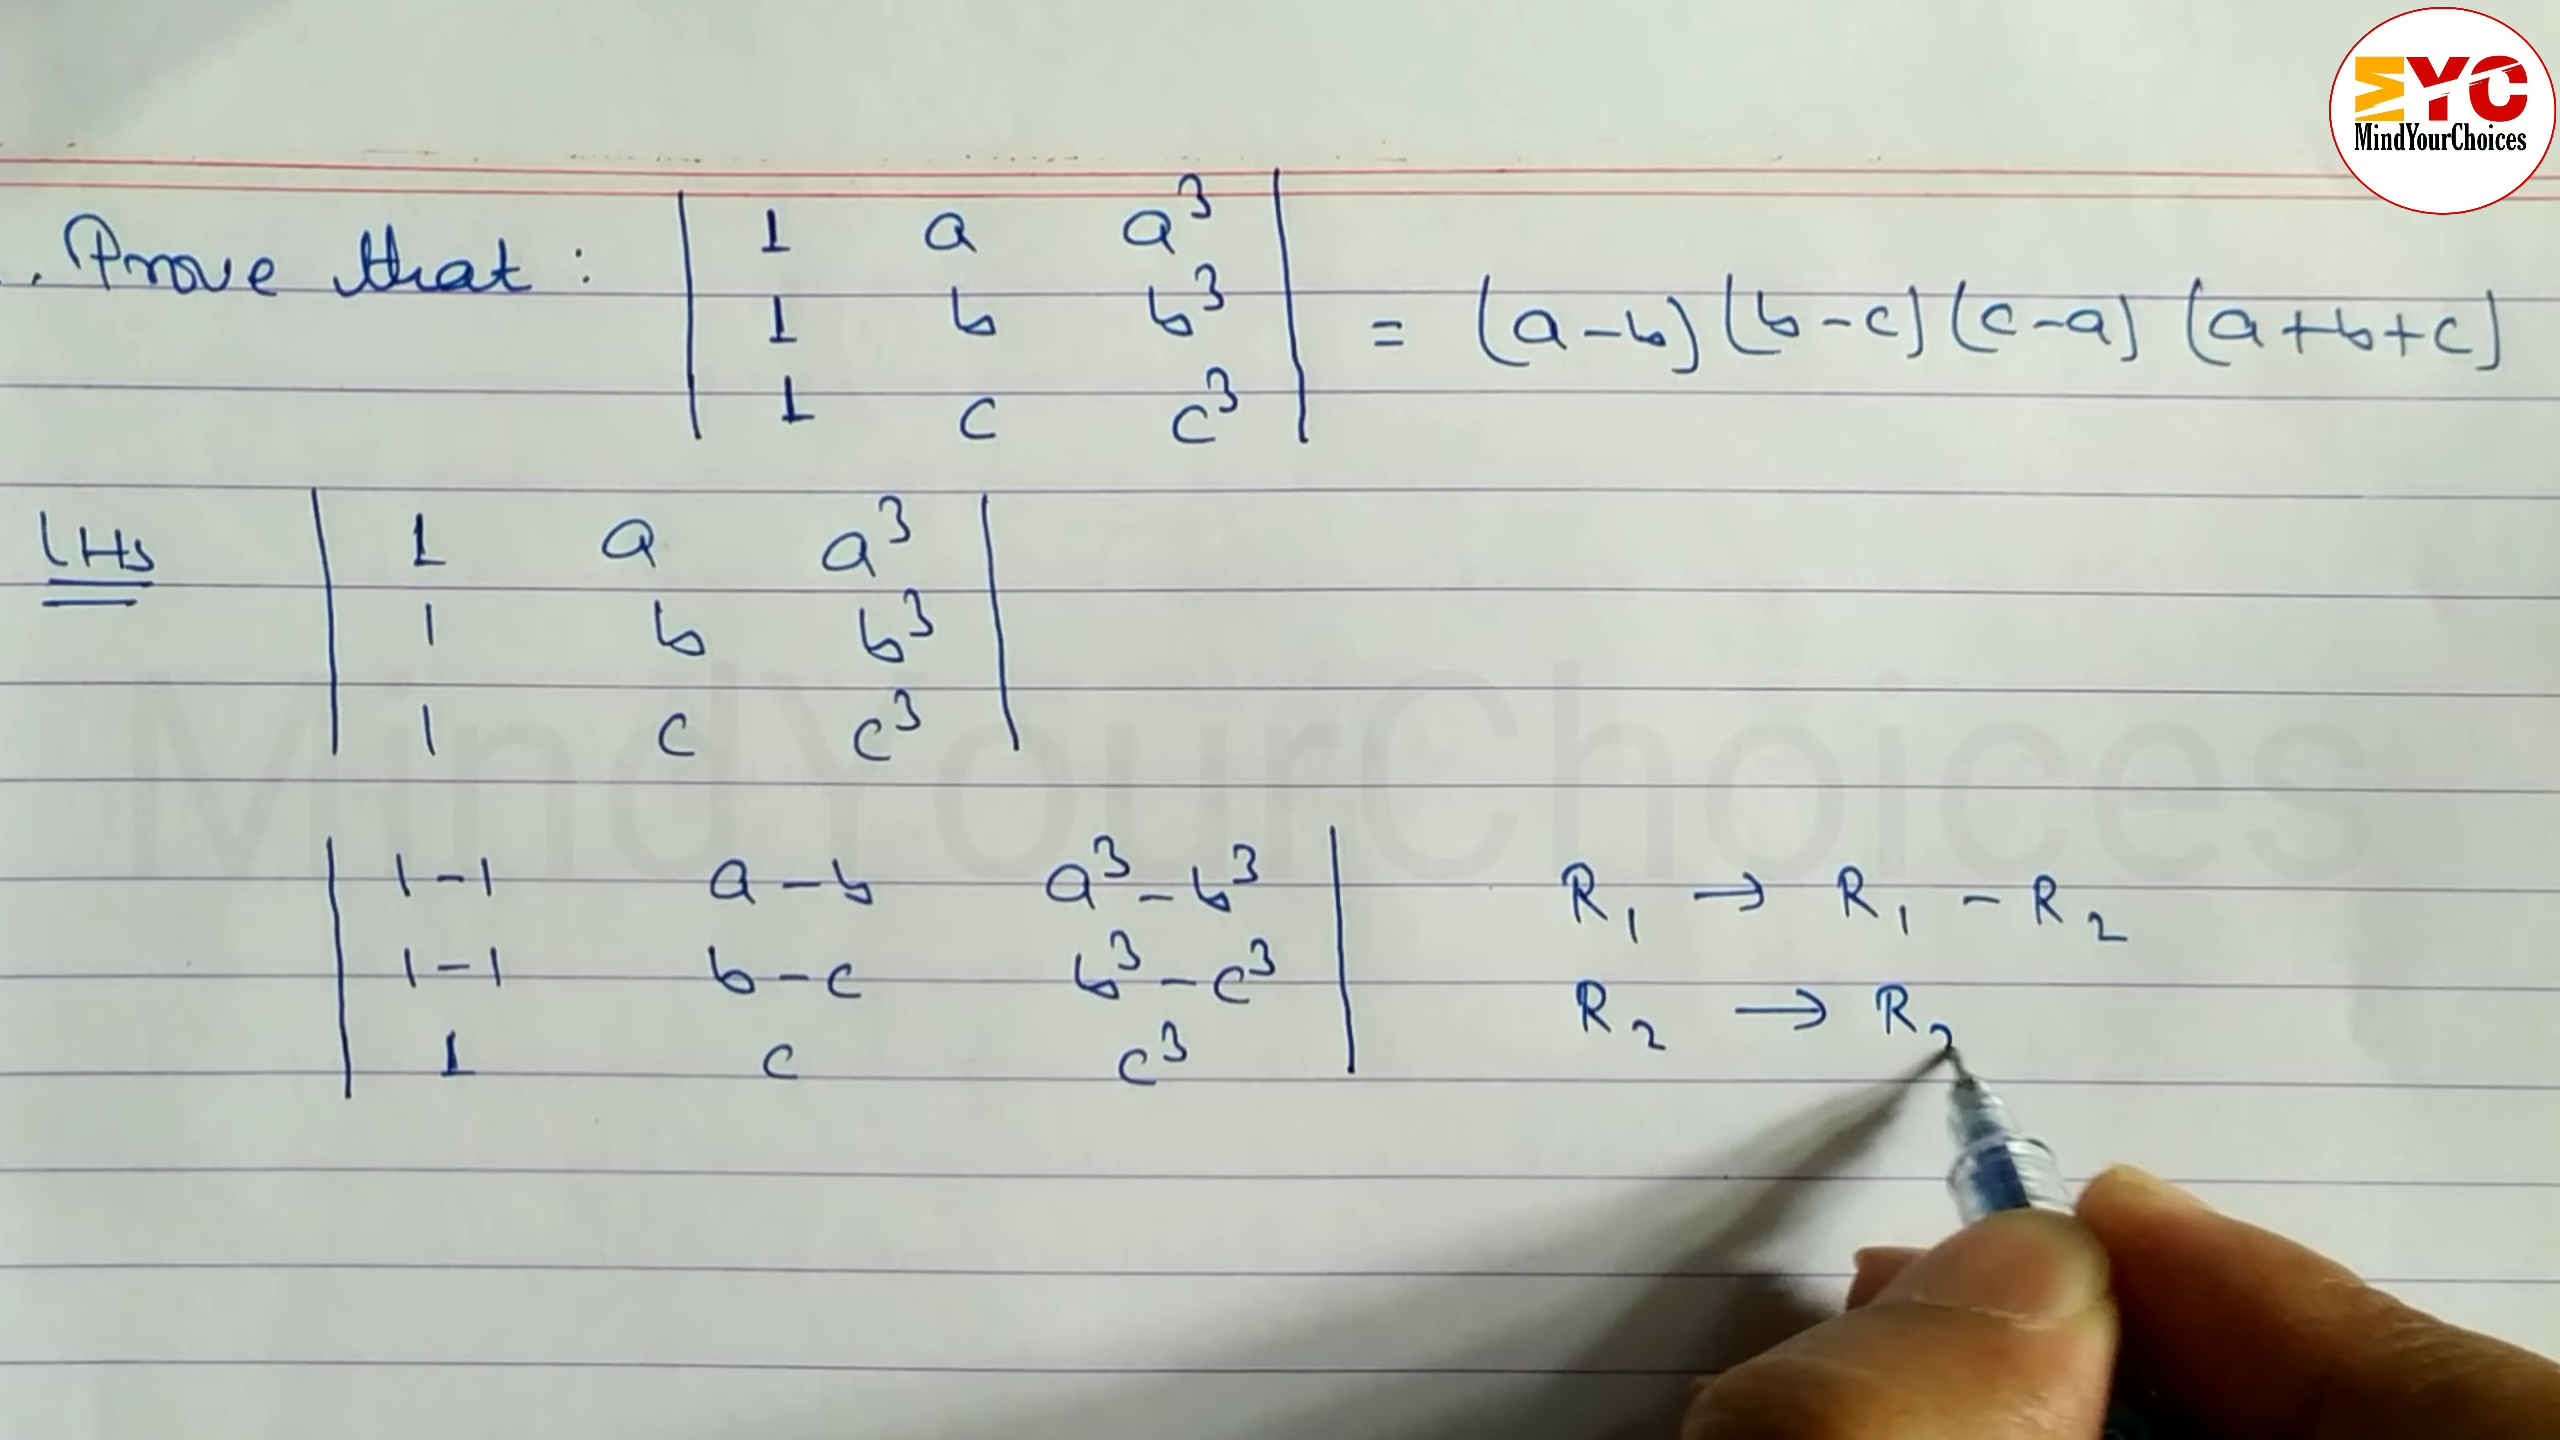 MYC
MindYourChoices
. Prove that : | 1 a a³ |
| 1 b b³ | = (a-b) (b-c) (c-a) (a+b+c)
| 1 c c³ |
LHS | 1 a a³ |
| 1 b b³ |
| 1 c c³ |
MindYourChoices
| 1-1 a-b a³-b³ | R₁ → R₁ - R₂
| 1-1 b-c b³-c³ | R₂ → R₂
| 1 c c³ |